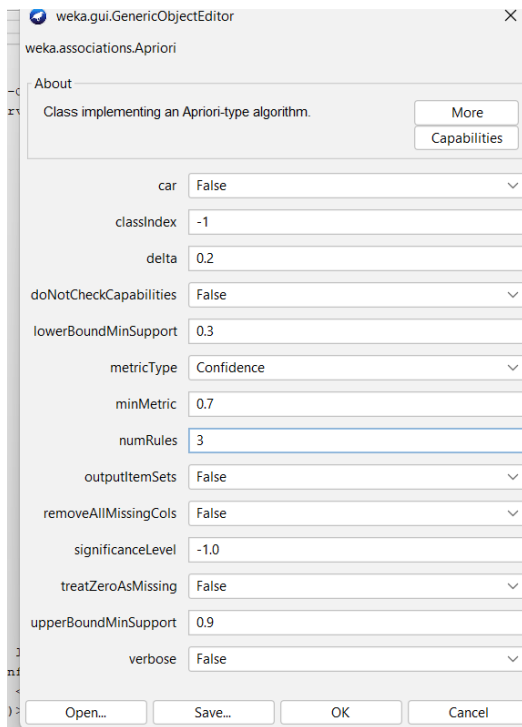 weka.gui.GenericObjectEditor
weka.associations.Apriori
About
Class implementing an Apriori-type algorithm.
More
Capabilities
car False
classIndex -1
delta 0.2
doNotCheckCapabilities False
lowerBoundMinSupport 0.3
metricType Confidence
minMetric 0.7
numRules 3
outputItemSets False
removeAllMissingCols False
significanceLevel -1.0
treatZeroAsMissing False
upperBoundMinSupport 0.9
verbose False
Open... Save... OK Cancel